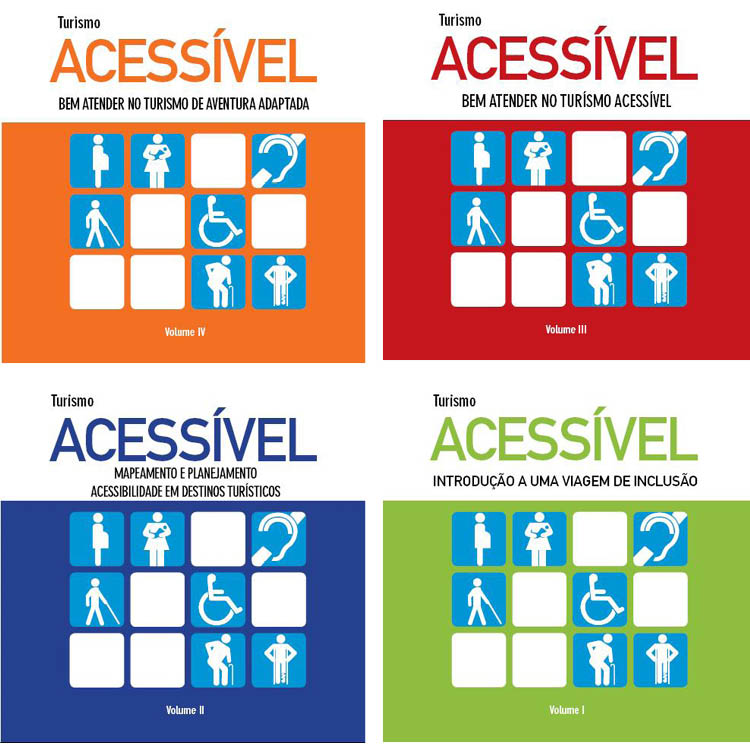 Turismo
ACESSÍVEL
BEM ATENDER NO TURISMO DE AVENTURA ADAPTADA
Volume IV
Turismo
ACESSÍVEL
BEM ATENDER NO TURÍSMO ACESSÍVEL
Volume III
Turismo
ACESSÍVEL
MAPEAMENTO E PLANEJAMENTO
ACESSIBILIDADE EM DESTINOS TURÍSTICOS
Volume II
Turismo
ACESSÍVEL
INTRODUÇÃO A UMA VIAGEM DE INCLUSÃO
Volume I